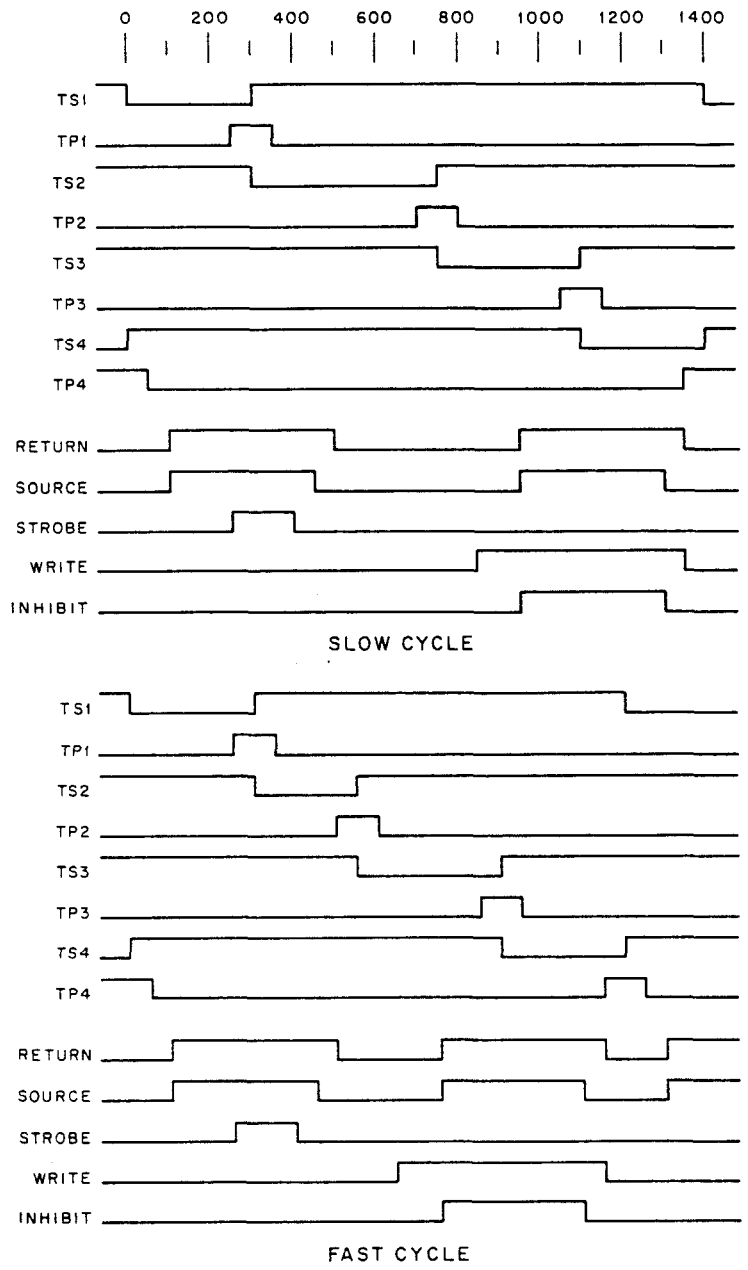 0 200 400 600 800 1000 1200 1400
TS1
TP1
TS2
TP2
TS3
TP3
TS4
TP4
RETURN
SOURCE
STROBE
WRITE
INHIBIT
SLOW CYCLE
TS1
TP1
TS2
TP2
TS3
TP3
TS4
TP4
RETURN
SOURCE
STROBE
WRITE
INHIBIT
FAST CYCLE